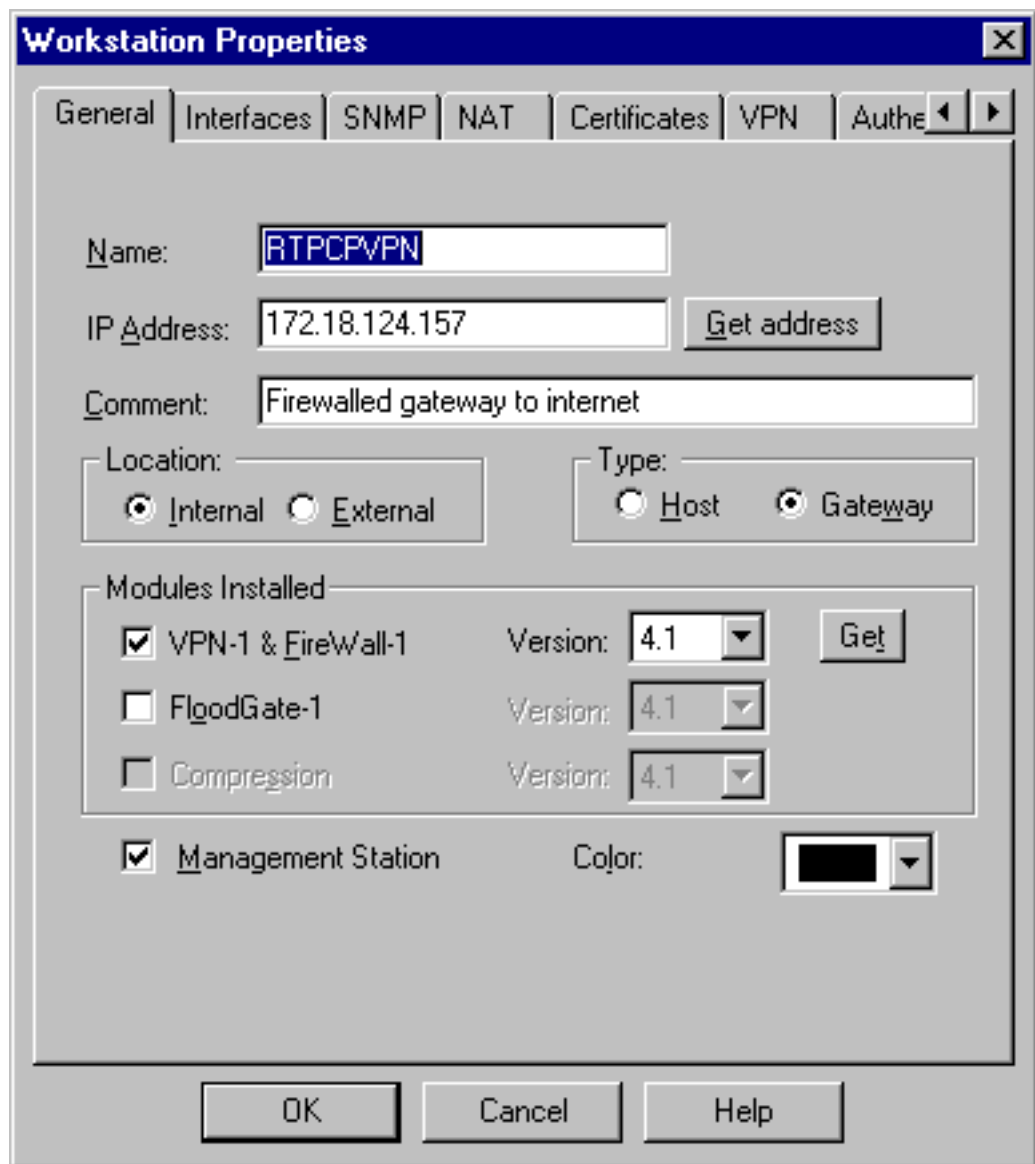 Workstation Properties
General Interfaces SNMP NAT Certificates VPN Authe
Name: RTPCPVPN
IP Address: 172.18.124.157 Get address
Comment: Firewalled gateway to internet
Location: Type:
Internal External Host Gateway
Modules Installed
VPN-1 & FireWall-1 Version: 4.1 Get
FloodGate-1 Version: 4.1
Compression Version: 4.1
Management Station Color:
OK Cancel Help